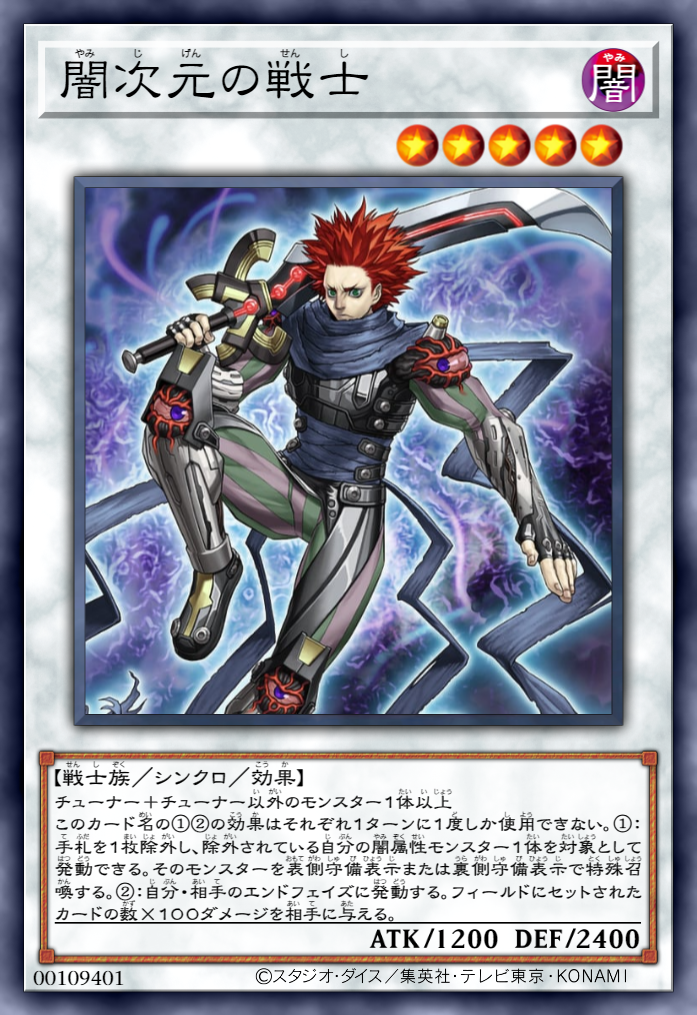 闇次元の戦士
闇
【戦士族／シンクロ／効果】
チューナー＋チューナー以外のモンスター1体以上
このカード名の①②の効果はそれぞれ1ターンに1度しか使用できない。①：
手札を1枚除外し、除外されている自分の闇属性モンスター1体を対象として
発動できる。そのモンスターを表側守備表示または裏側守備表示で特殊召
喚する。②：自分・相手のエンドフェイズに発動する。フィールドにセットされた
カードの数×100ダメージを相手に与える。
ATK/1200 DEF/2400
00109401 ©スタジオ・ダイス／集英社・テレビ東京・KONAMI